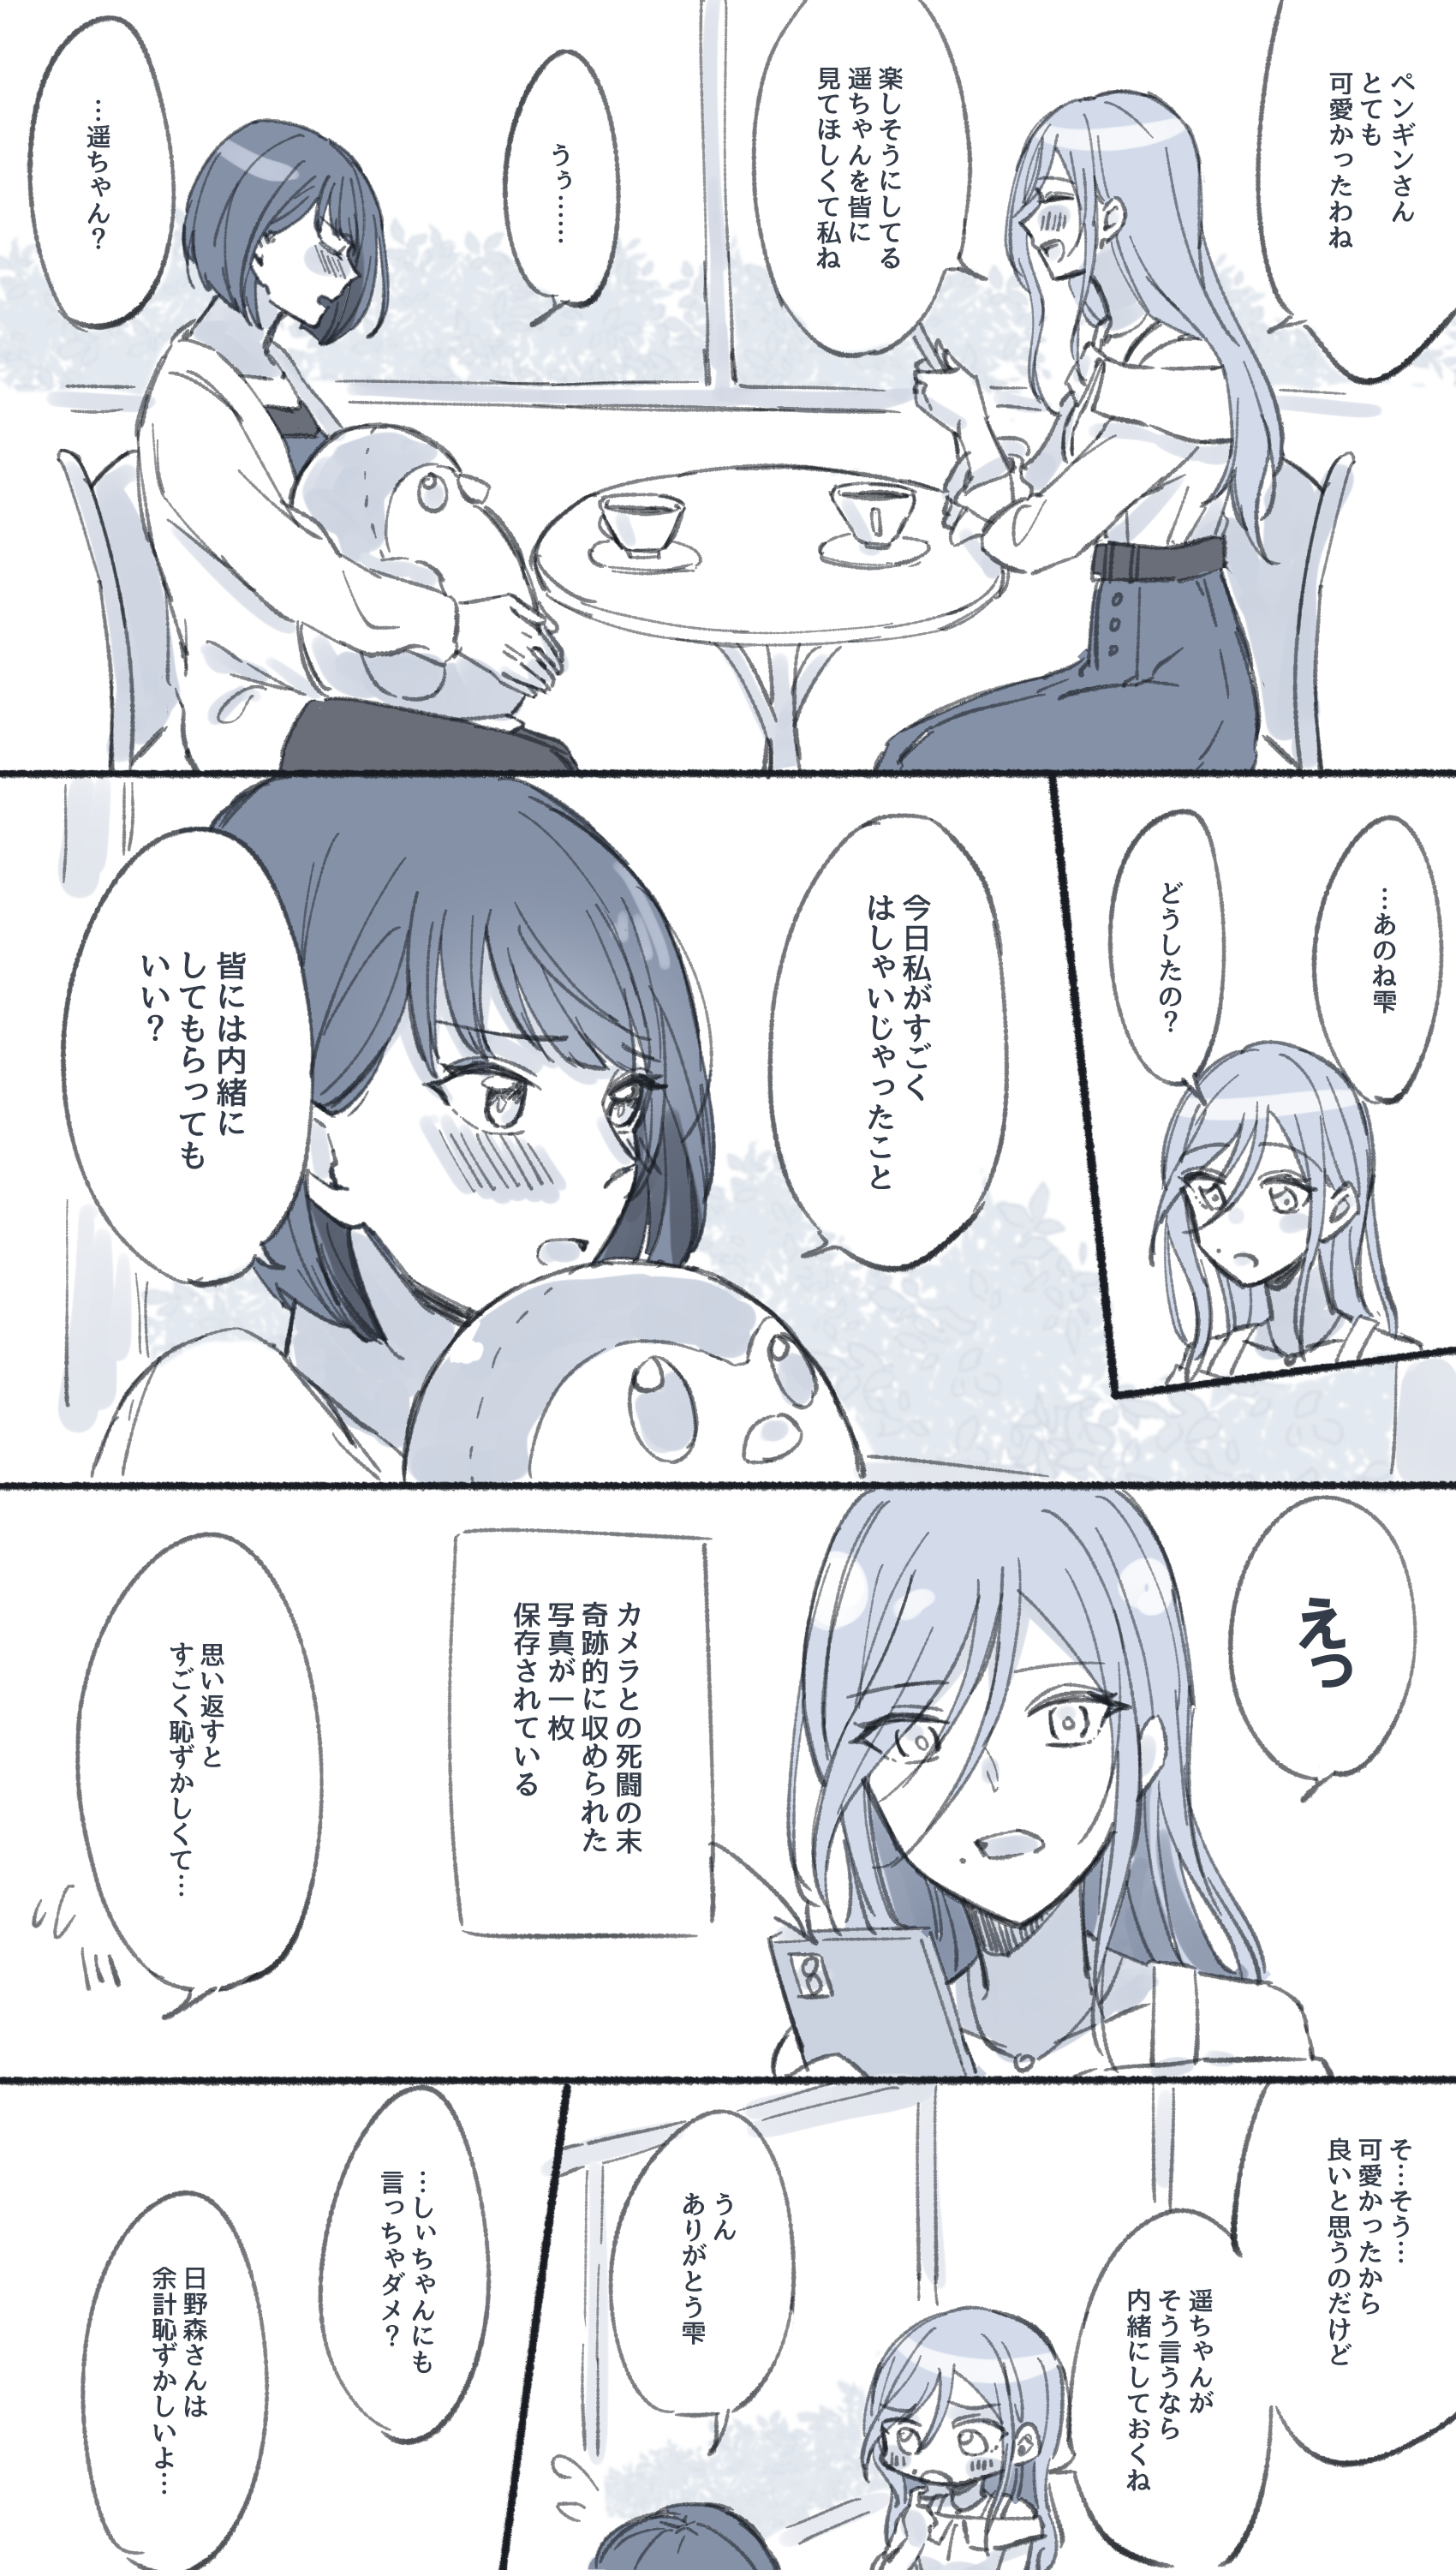 ペンギンさん
とても
可愛かったわね
楽しそうにしてる
遥ちゃんを皆に
見てほしくて私ね
うぅ……
…遥ちゃん？
…あのね雫
どうしたの？
今日私がすごく
はしゃいじゃったこと
皆には内緒に
してもらっても
いい？
えっ
カメラとの死闘の末
奇跡的に収められた
写真が一枚
保存されている
思い返すと
すごく恥ずかしくて…
そ…そう…
可愛かったから
良いと思うのだけど
遥ちゃんが
そう言うなら
内緒にしておくね
うん
ありがとう雫
…しぃちゃんにも
言っちゃダメ？
日野森さんは
余計恥ずかしいよ…